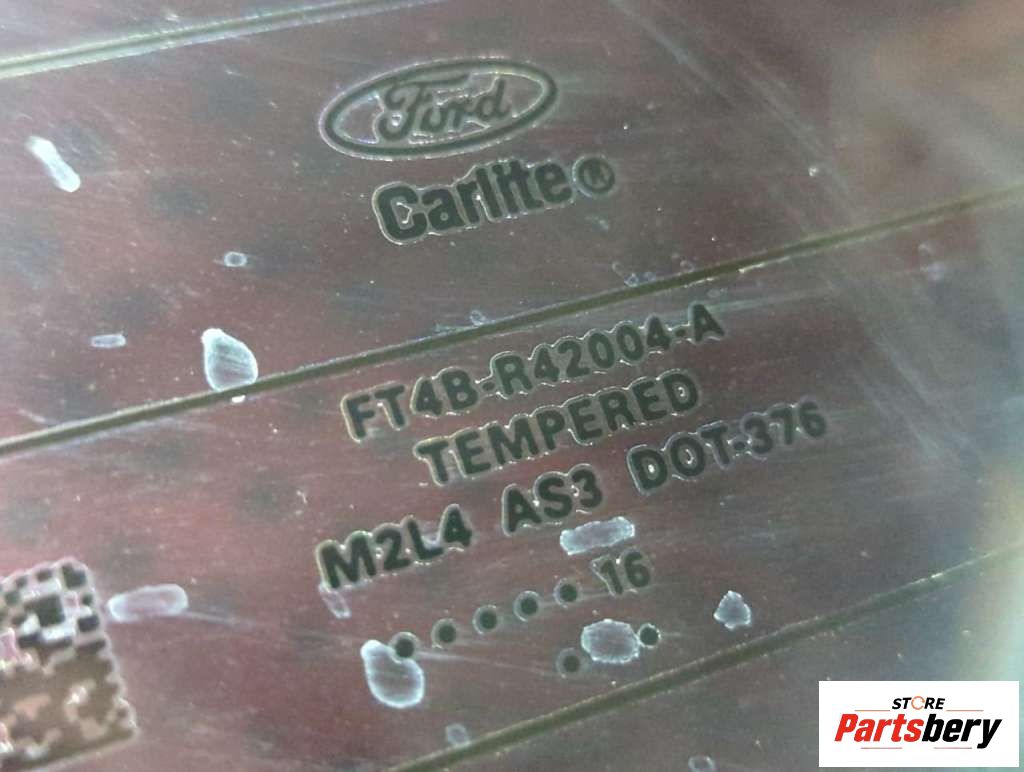 Ford
Carlite®
FT4B-R42004-A
TEMPERED
M2L4 AS3 DOT-376
16
STORE
Partsbery